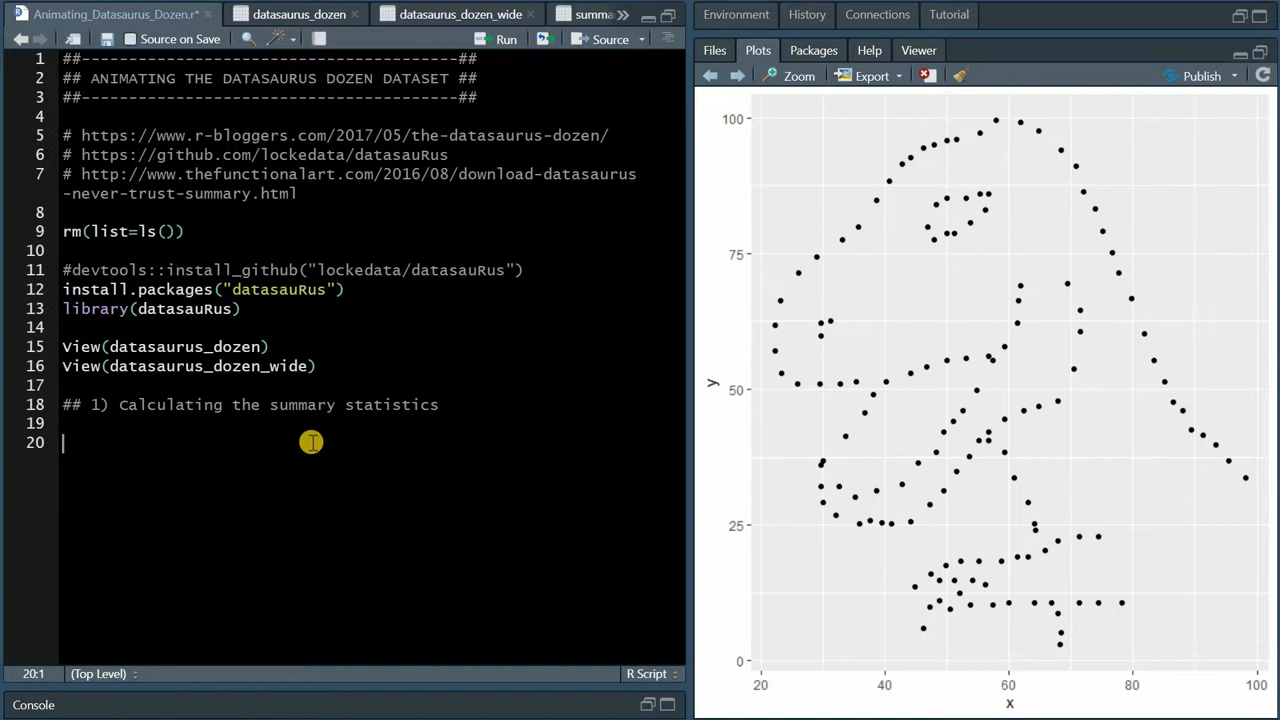 Animating_Datasaurus_Dozen.r* datasaurus_dozen datasaurus_dozen_wide summa
Source on Save Run Source
1 ##----------------------------------------##
2 ## ANIMATING THE DATASAURUS DOZEN DATASET ##
3 ##----------------------------------------##
4
5 # https://www.r-bloggers.com/2017/05/the-datasaurus-dozen/
6 # https://github.com/lockedata/datasauRus
7 # http://www.thefunctionalart.com/2016/08/download-datasaurus
-never-trust-summary.html
8
9 rm(list=ls())
10
11 #devtools::install_github("lockedata/datasauRus")
12 install.packages("datasauRus")
13 library(datasauRus)
14
15 View(datasaurus_dozen)
16 View(datasaurus_dozen_wide)
17
18 ## 1) Calculating the summary statistics
19
20
20:1 (Top Level) R Script
Console
Environment History Connections Tutorial
Files Plots Packages Help Viewer
Zoom Export Publish
100
75
y
50
25
0
20 40 60 80 100
x